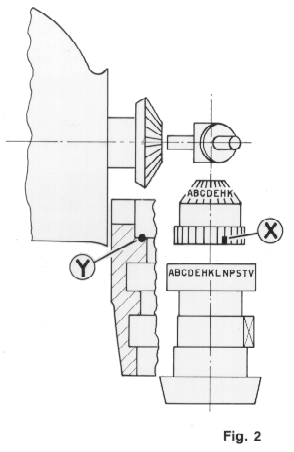 ABCDEHK
X
Y
ABCDEHKLNPSTV
Fig. 2